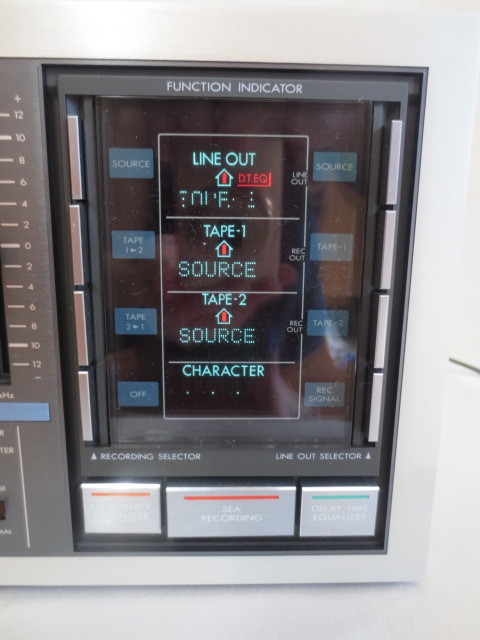 FUNCTION INDICATOR
+
12
10
8
6
4
2
0
2
4
6
8
10
12
−
SOURCE
TAPE
1►2
TAPE
2►1
OFF
LINE OUT
D.T.EQ
TAPE-1
SOURCE
TAPE-2
SOURCE
CHARACTER
LINE
OUT
SOURCE
REC
OUT
TAPE-1
REC
OUT
TAPE-2
REC
SIGNAL
▲ RECORDING SELECTOR
LINE OUT SELECTOR ▲
SEA
RECORDING
DELAY TIME
EQUALIZER